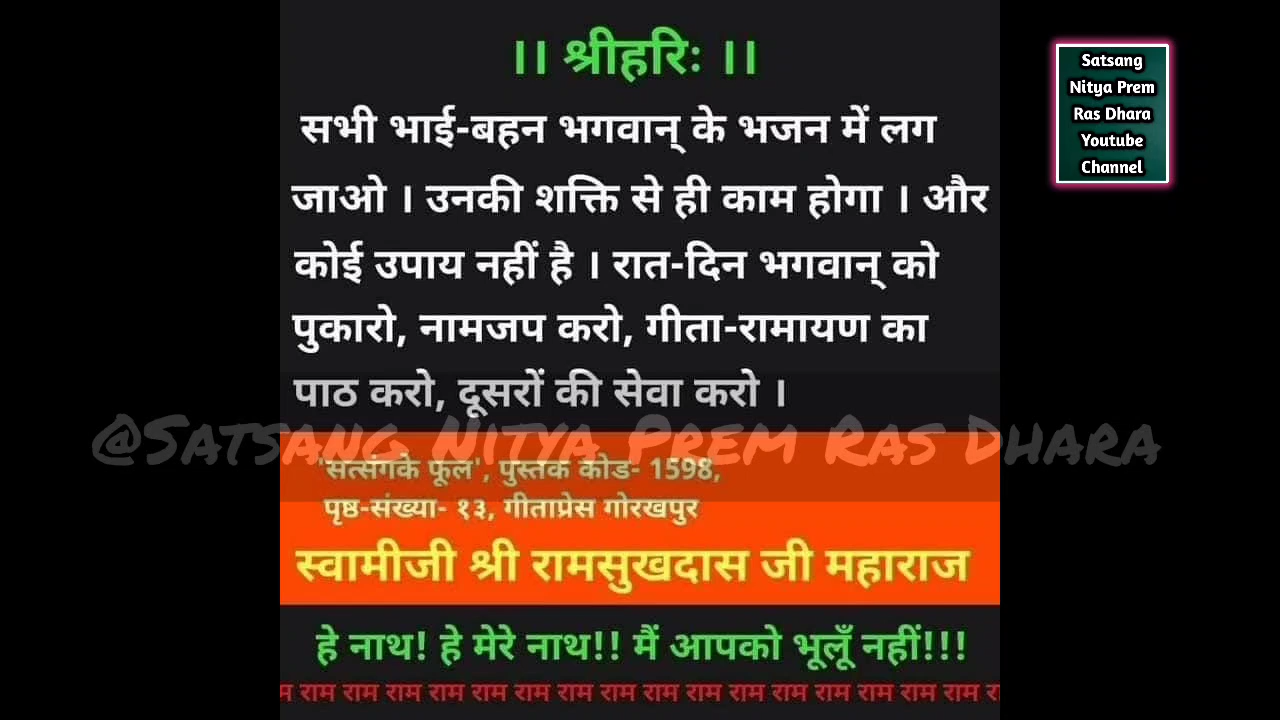 ।। श्रीहरिः ।।
सभी भाई-बहन भगवान् के भजन में लग
जाओ । उनकी शक्ति से ही काम होगा । और
कोई उपाय नहीं है । रात-दिन भगवान् को
पुकारो, नामजप करो, गीता-रामायण का
पाठ करो, दूसरों की सेवा करो ।
@Satsang Nitya Prem Ras Dhara
'सत्संगके फूल', पुस्तक कोड- 1598,
पृष्ठ-संख्या- १३, गीताप्रेस गोरखपुर
स्वामीजी श्री रामसुखदास जी महाराज
हे नाथ! हे मेरे नाथ!! मैं आपको भूलूँ नहीं!!!
म राम राम राम राम राम राम राम राम राम राम राम राम राम राम राम राम र
Satsang
Nitya Prem
Ras Dhara
Youtube
Channel